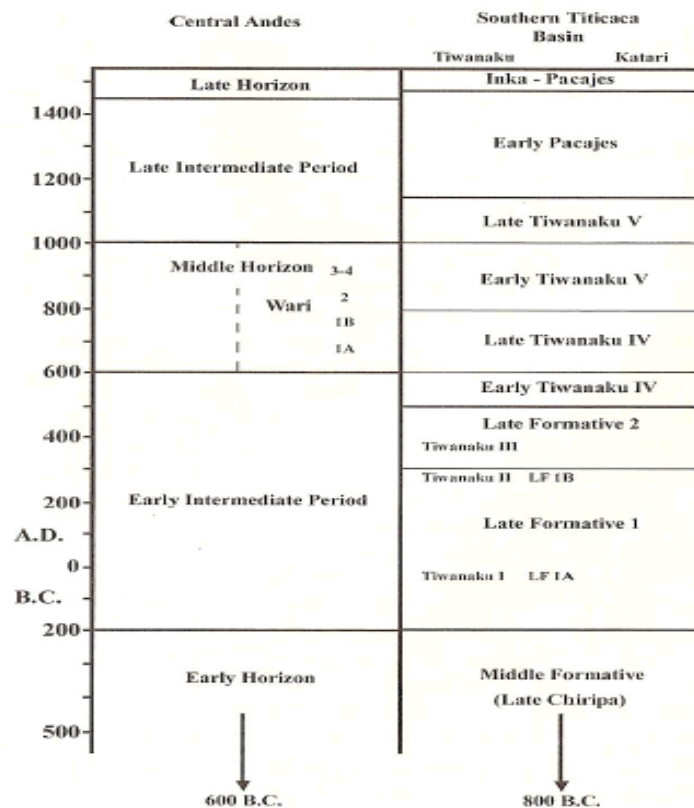 Central Andes
Southern Titicaca
Basin
Tiwanaku Katari
Late Horizon
Inka - Pacajes
1400
Early Pacajes
Late Intermediate Period
1200
Late Tiwanaku V
1000
Middle Horizon 3-4
Early Tiwanaku V
Wari 2
800
1B
Late Tiwanaku IV
1A
600
Early Tiwanaku IV
Late Formative 2
400
Tiwanaku III
Tiwanaku II LF 1B
200
Early Intermediate Period
Late Formative 1
A.D.
0
Tiwanaku I LF 1A
B.C.
200
Early Horizon
Middle Formative
(Late Chiripa)
500
600 B.C.
800 B.C.